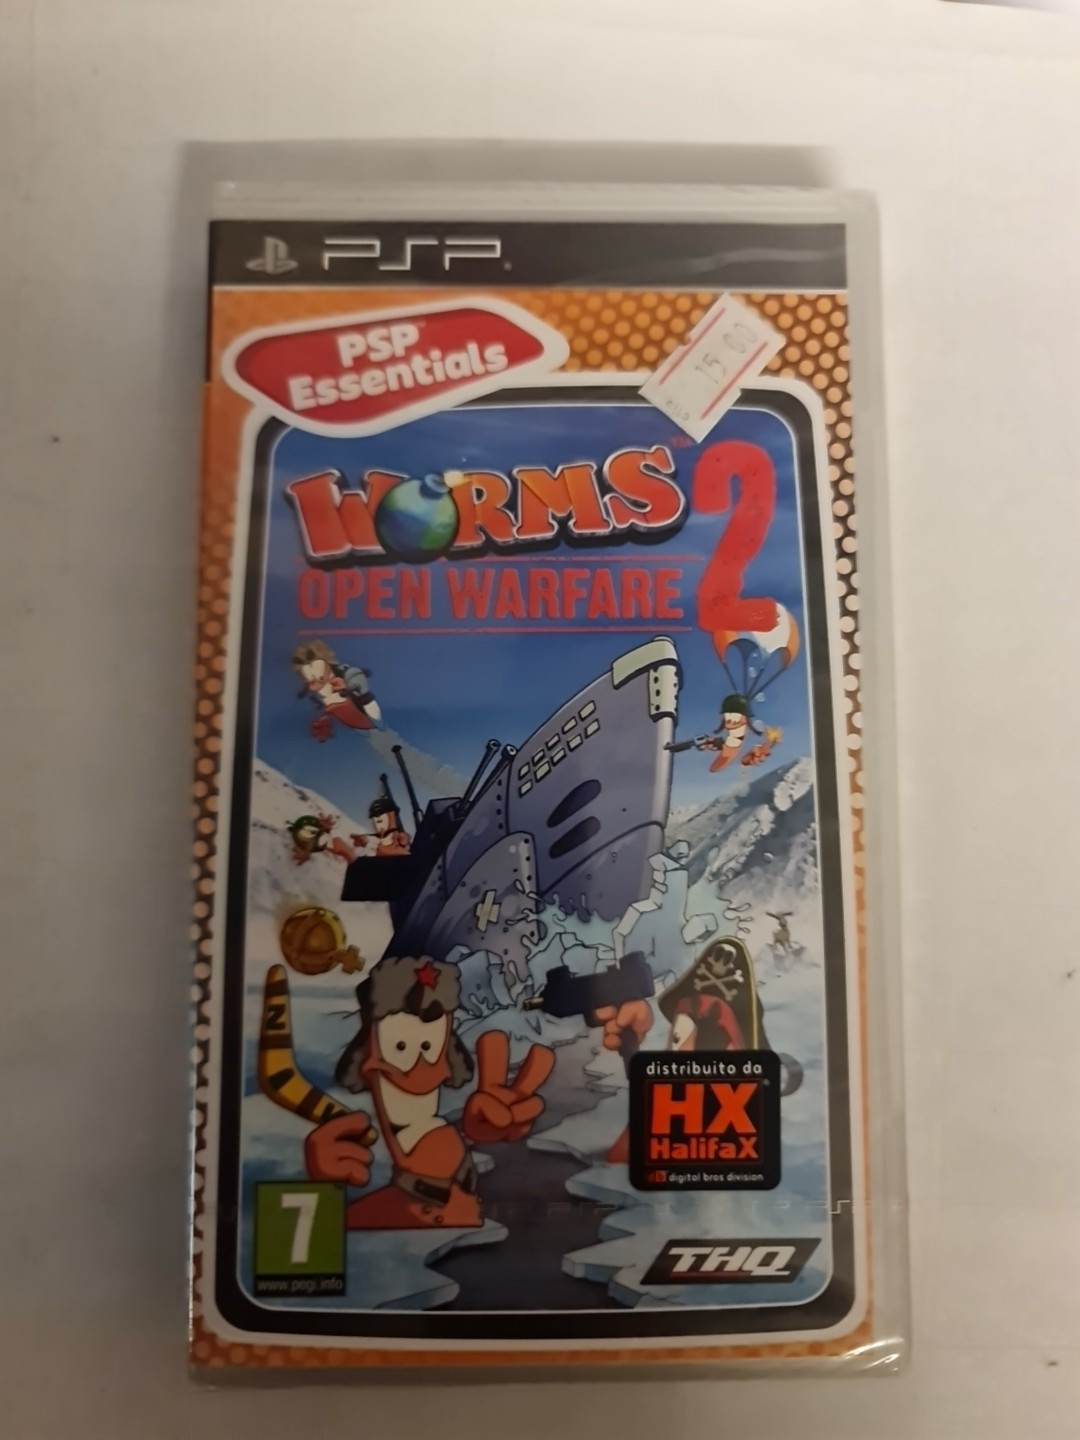 PSP
PSP
Essentials
15.00
WORMS™ 2
OPEN WARFARE
distribuito da
HX
HalifaX
digital bros division
7
www.pegi.info
THQ